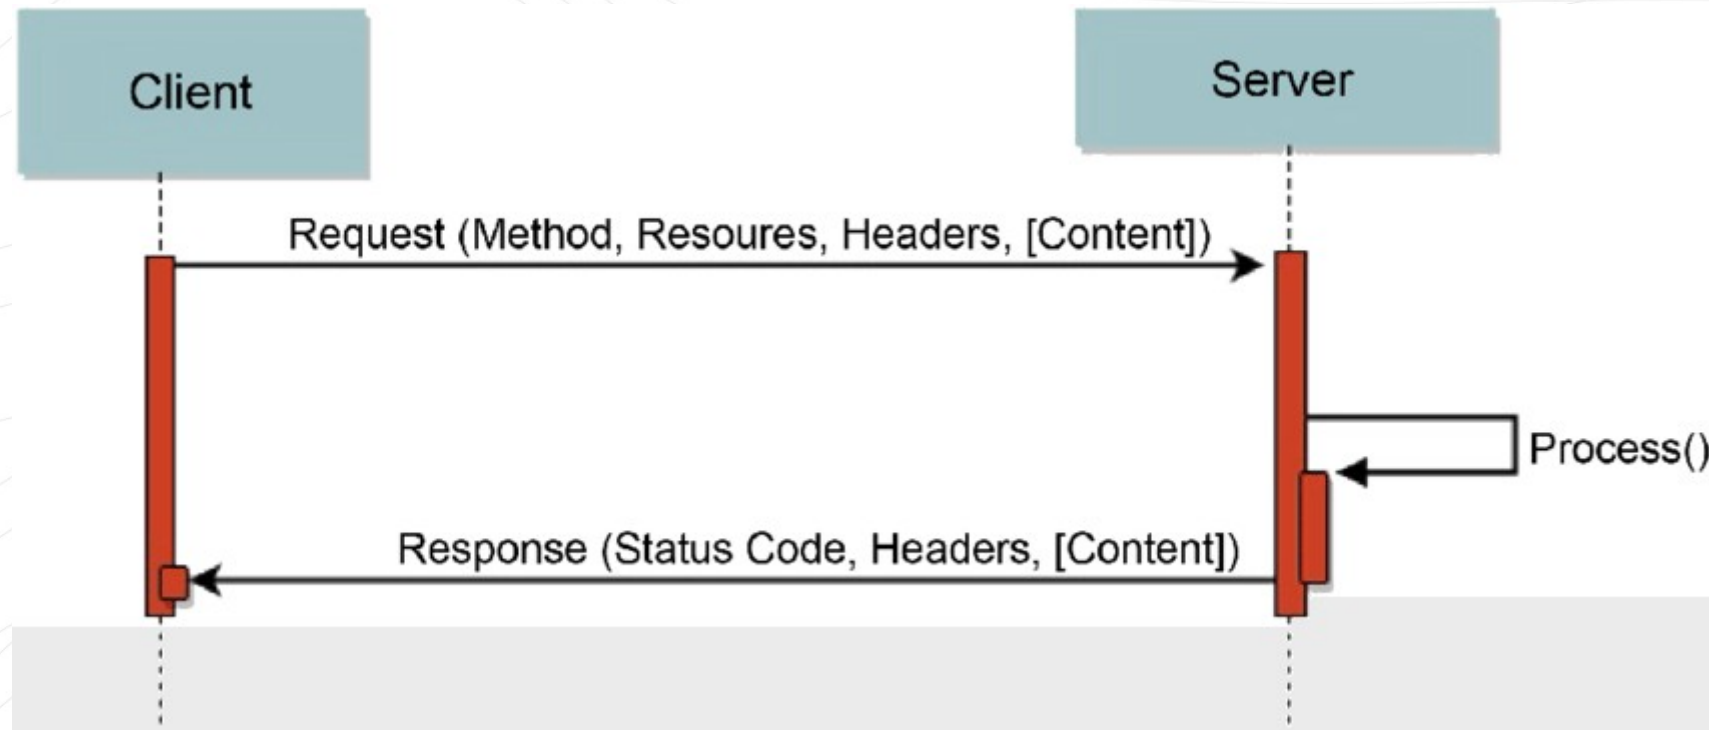 Client
Server
Request (Method, Resoures, Headers, [Content])
Process()
Response (Status Code, Headers, [Content])